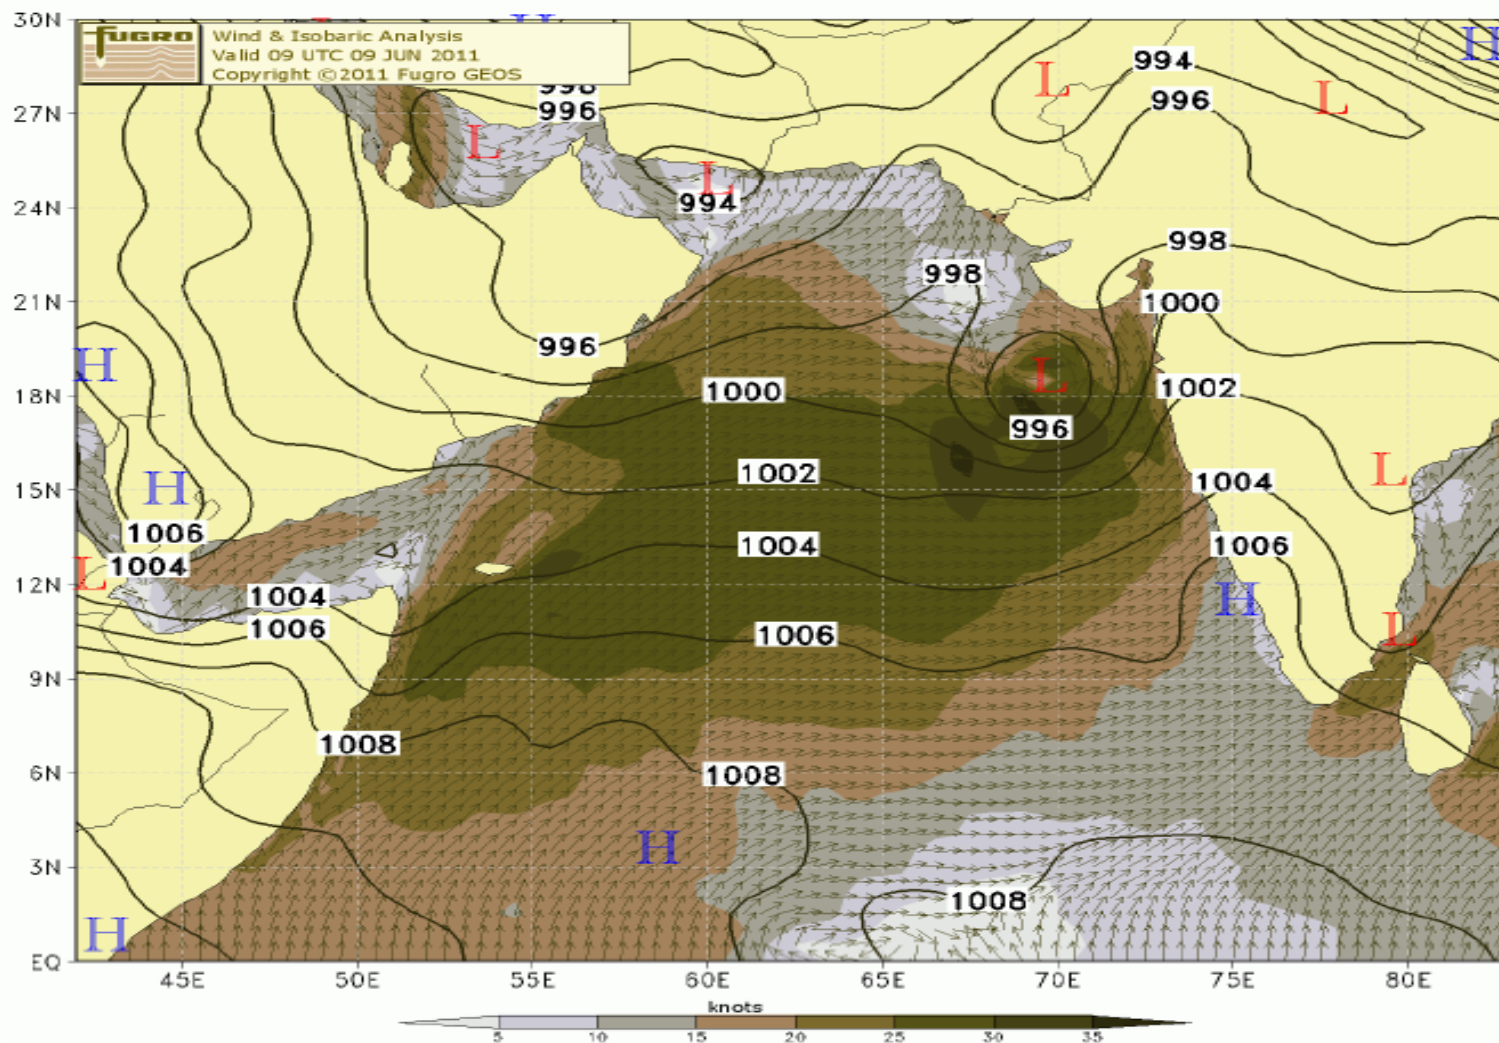 30N
H
H
FUGRO
Wind & Isobaric Analysis
Valid 09 UTC 09 JUN 2011
Copyright ©2011 Fugro GEOS
994
L
L
998
996
996
27N
L
L
994
24N
998
998
21N
1000
996
H
L
1000
1002
18N
996
L
1002
1004
15N
H
1006
1004
1006
L
1004
12N
1004
H
1006
1006
L
9N
1008
1008
6N
H
3N
1008
H
EQ
45E 50E 55E 60E 65E 70E 75E 80E
knots
5 10 15 20 25 30 35